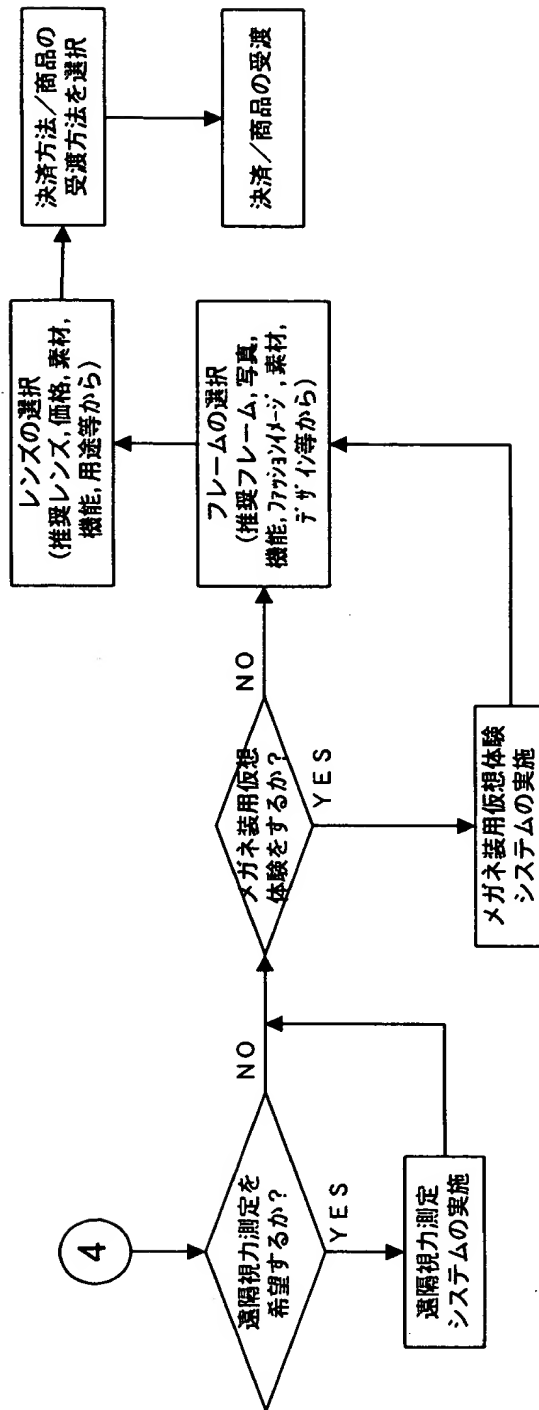 4
遠隔視力測定を
希望するか？
NO
YES
遠隔視力測定
システムの実施
メガネ装用仮想
体験をするか？
NO
YES
メガネ装用仮想体験
システムの実施
フレームの選択
(推奨フレーム,写真,
機能,ファッションイメージ,素材,
デザイン等から)
レンズの選択
(推奨レンズ,価格,素材,
機能,用途等から)
決済方法／商品の
受渡方法を選択
決済／商品の受渡